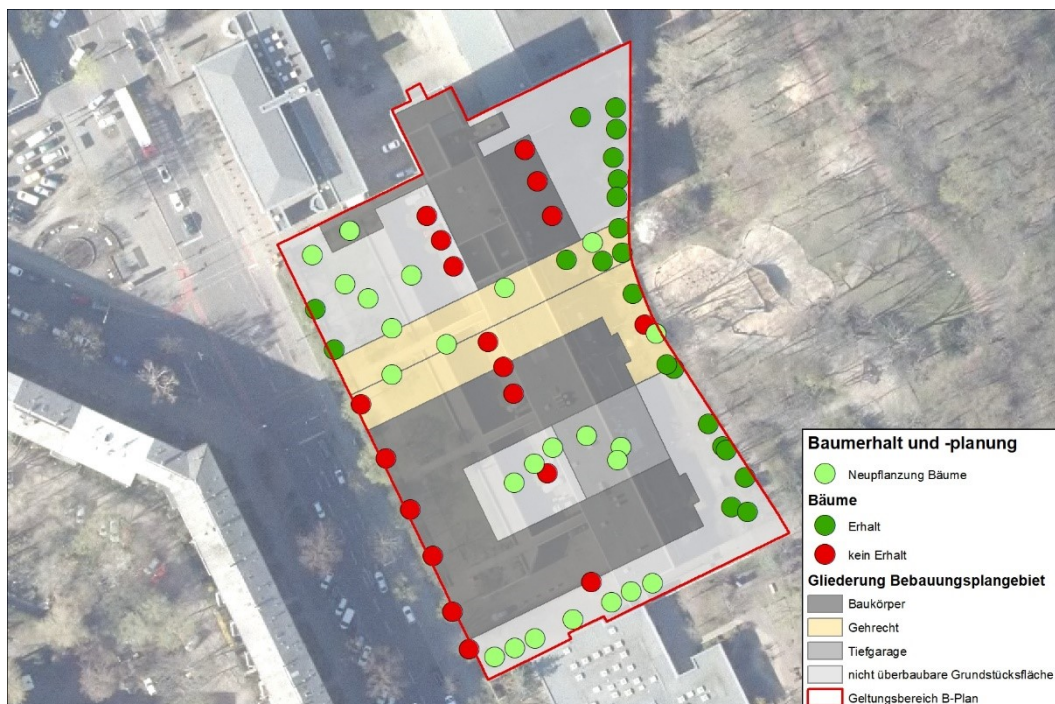 Baumerhalt und -planung
Neupflanzung Bäume
Bäume
Erhalt
kein Erhalt
Gliederung Bebauungsplangebiet
Baukörper
Gehrecht
Tiefgarage
nicht überbaubare Grundstücksfläche
Geltungsbereich B-Plan